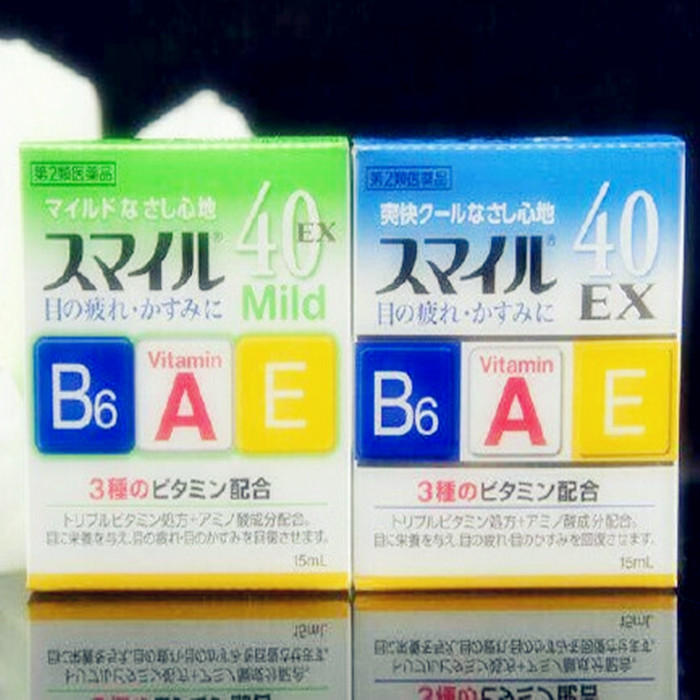 第2類医薬品
マイルドなさし心地
スマイル®
40
EX
Mild
目の疲れ・かすみに
B6
Vitamin
A
E
3種のビタミン配合
トリプルビタミン処方+アミノ酸成分配合。
目に栄養を与え、目の疲れ・目のかすみを回復させます。
15mL
第2類医薬品
爽快クールなさし心地
スマイル®
40
EX
目の疲れ・かすみに
B6
Vitamin
A
E
3種のビタミン配合
トリプルビタミン処方+アミノ酸成分配合。
目に栄養を与え、目の疲れ・目のかすみを回復させます。
15mL